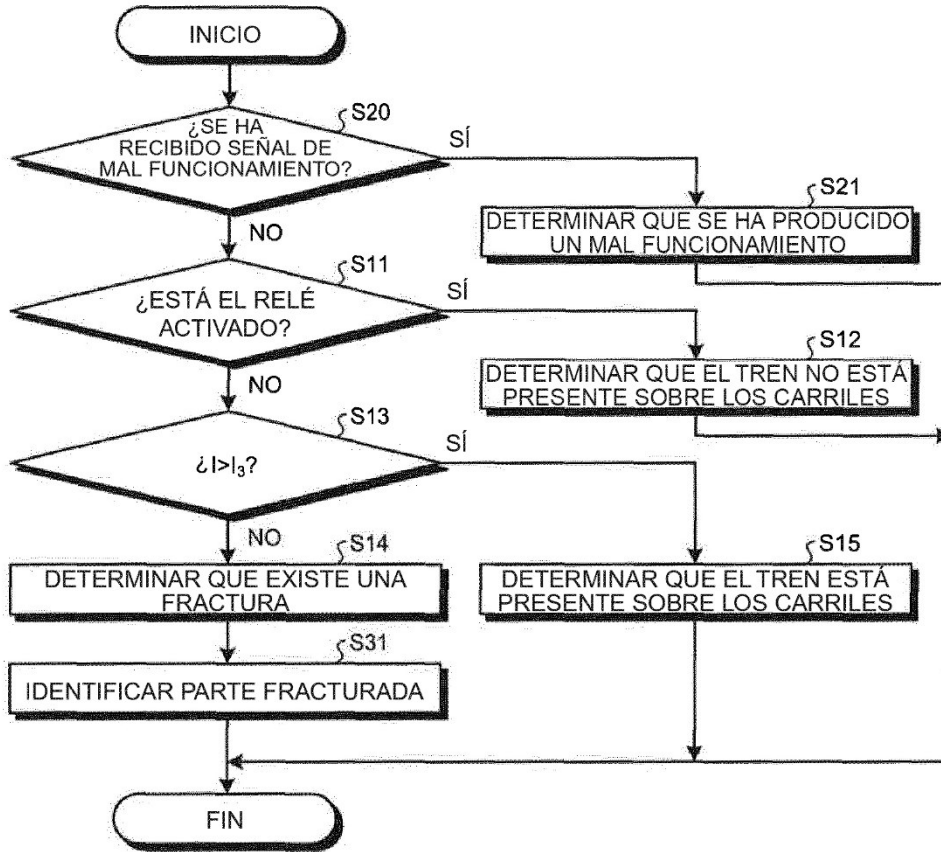 INICIO
S20
¿SE HA
RECIBIDO SEÑAL DE
MAL FUNCIONAMIENTO?
SÍ
S21
DETERMINAR QUE SE HA PRODUCIDO
UN MAL FUNCIONAMIENTO
NO
S11
¿ESTÁ EL RELÉ
ACTIVADO?
SÍ
S12
DETERMINAR QUE EL TREN NO ESTÁ
PRESENTE SOBRE LOS CARRILES
NO
S13
¿I>I₃?
SÍ
NO
S14
DETERMINAR QUE EXISTE UNA
FRACTURA
S15
DETERMINAR QUE EL TREN ESTÁ
PRESENTE SOBRE LOS CARRILES
S31
IDENTIFICAR PARTE FRACTURADA
FIN